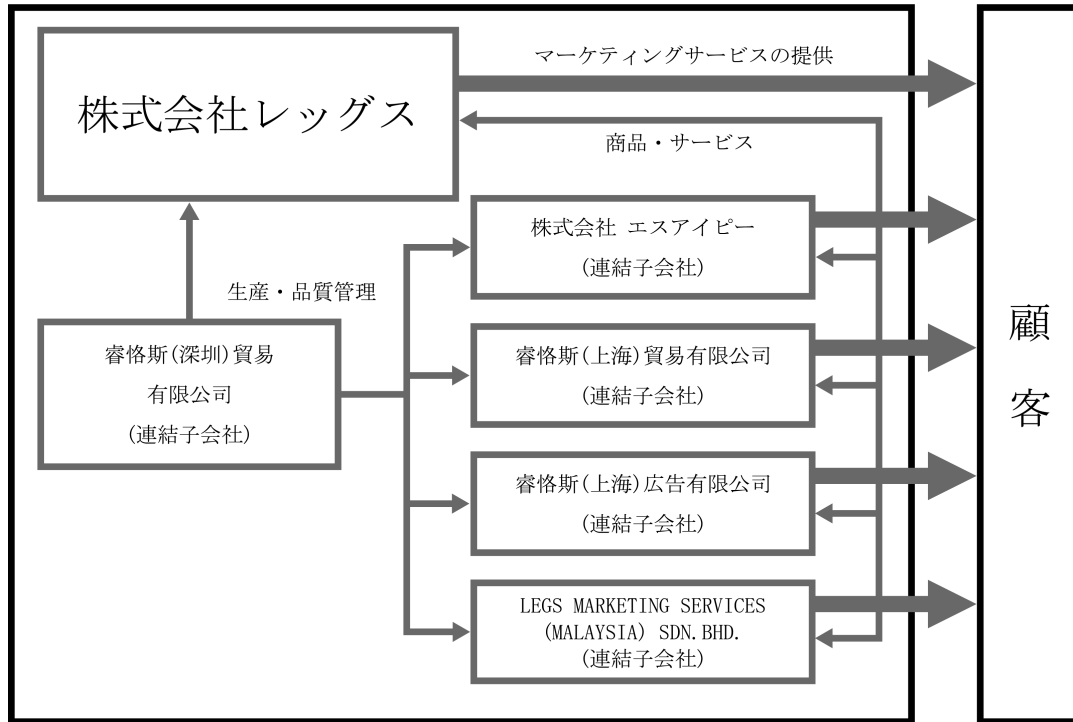 マーケティングサービスの提供
株式会社レッグス
商品・サービス
株式会社 エスアイピー
(連結子会社)
生産・品質管理
睿恪斯(深圳)貿易
有限公司
(連結子会社)
睿恪斯(上海)貿易有限公司
(連結子会社)
睿恪斯(上海)広告有限公司
(連結子会社)
LEGS MARKETING SERVICES
(MALAYSIA) SDN.BHD.
(連結子会社)
顧客